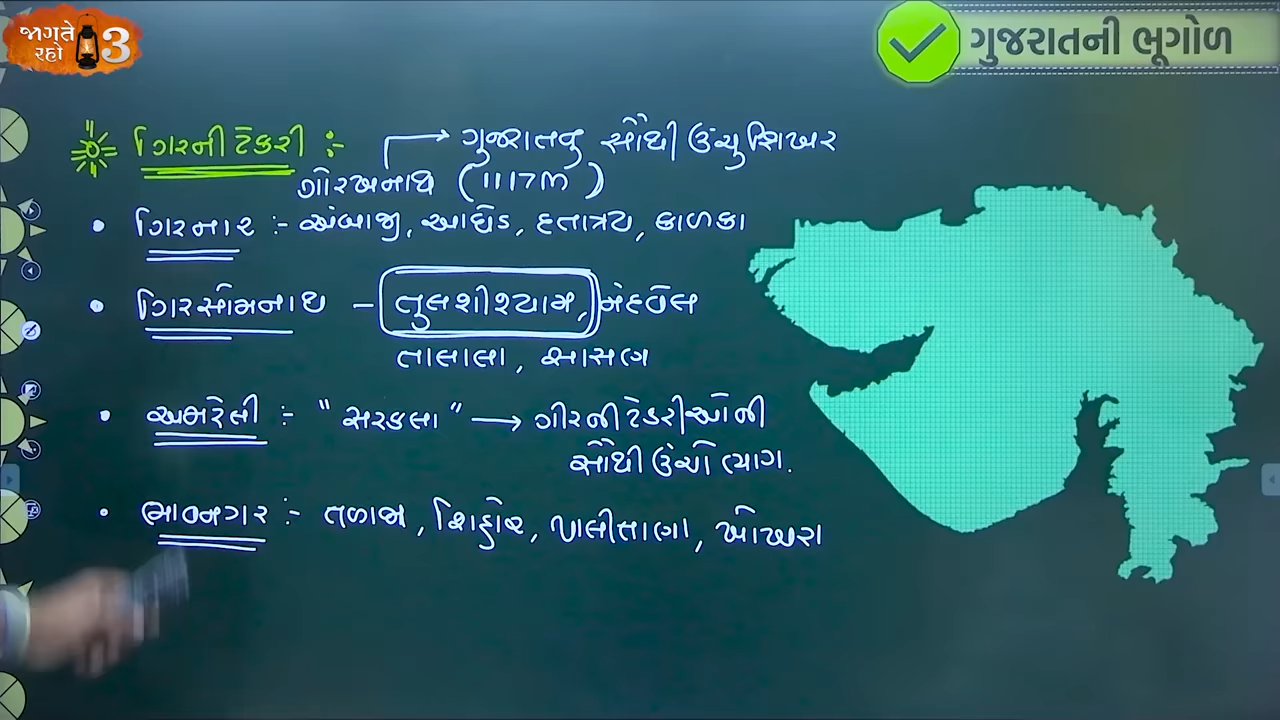 જાગતે
રહો 3
ગુજરાતની ભૂગોળ
ગિરની ટેકરી :-
ગુજરાતનુ સૌથી ઉંચુ શિખર
ગોરખનાથ (1117m)
• ગિરનાર :- અંબાજી, ઓઘડ, દતાત્રય, કાળકા
• ગિરસોમનાથ - તુલશીશ્યામ, નંદીવેલા
તાલાલા, સાસણ
• અમરેલી :- "સરકલા" → ગીરની ટેકરીઓની
સૌથી ઉંચો ભાગ.
• ભાવનગર :- તળાજા, શિહોર, પાલીતાણા, ખોખરા